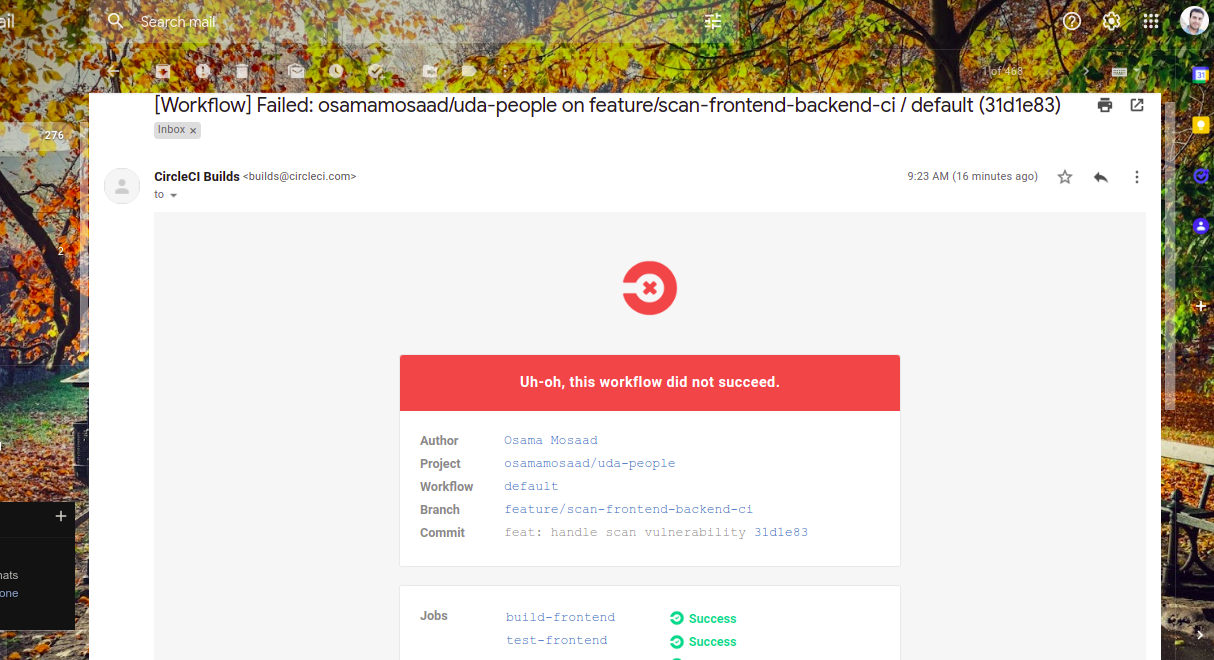 ail
Search mail
1 of 468
31
[Workflow] Failed: osamamosaad/uda-people on feature/scan-frontend-backend-ci / default (31d1e83)
Inbox ×
276
CircleCI Builds <builds@circleci.com>
9:23 AM (16 minutes ago)
to
2
Uh-oh, this workflow did not succeed.
Author Osama Mosaad
Project osamamosaad/uda-people
Workflow default
Branch feature/scan-frontend-backend-ci
Commit feat: handle scan vulnerability 31d1e83
hats
one
Jobs build-frontend Success
test-frontend Success